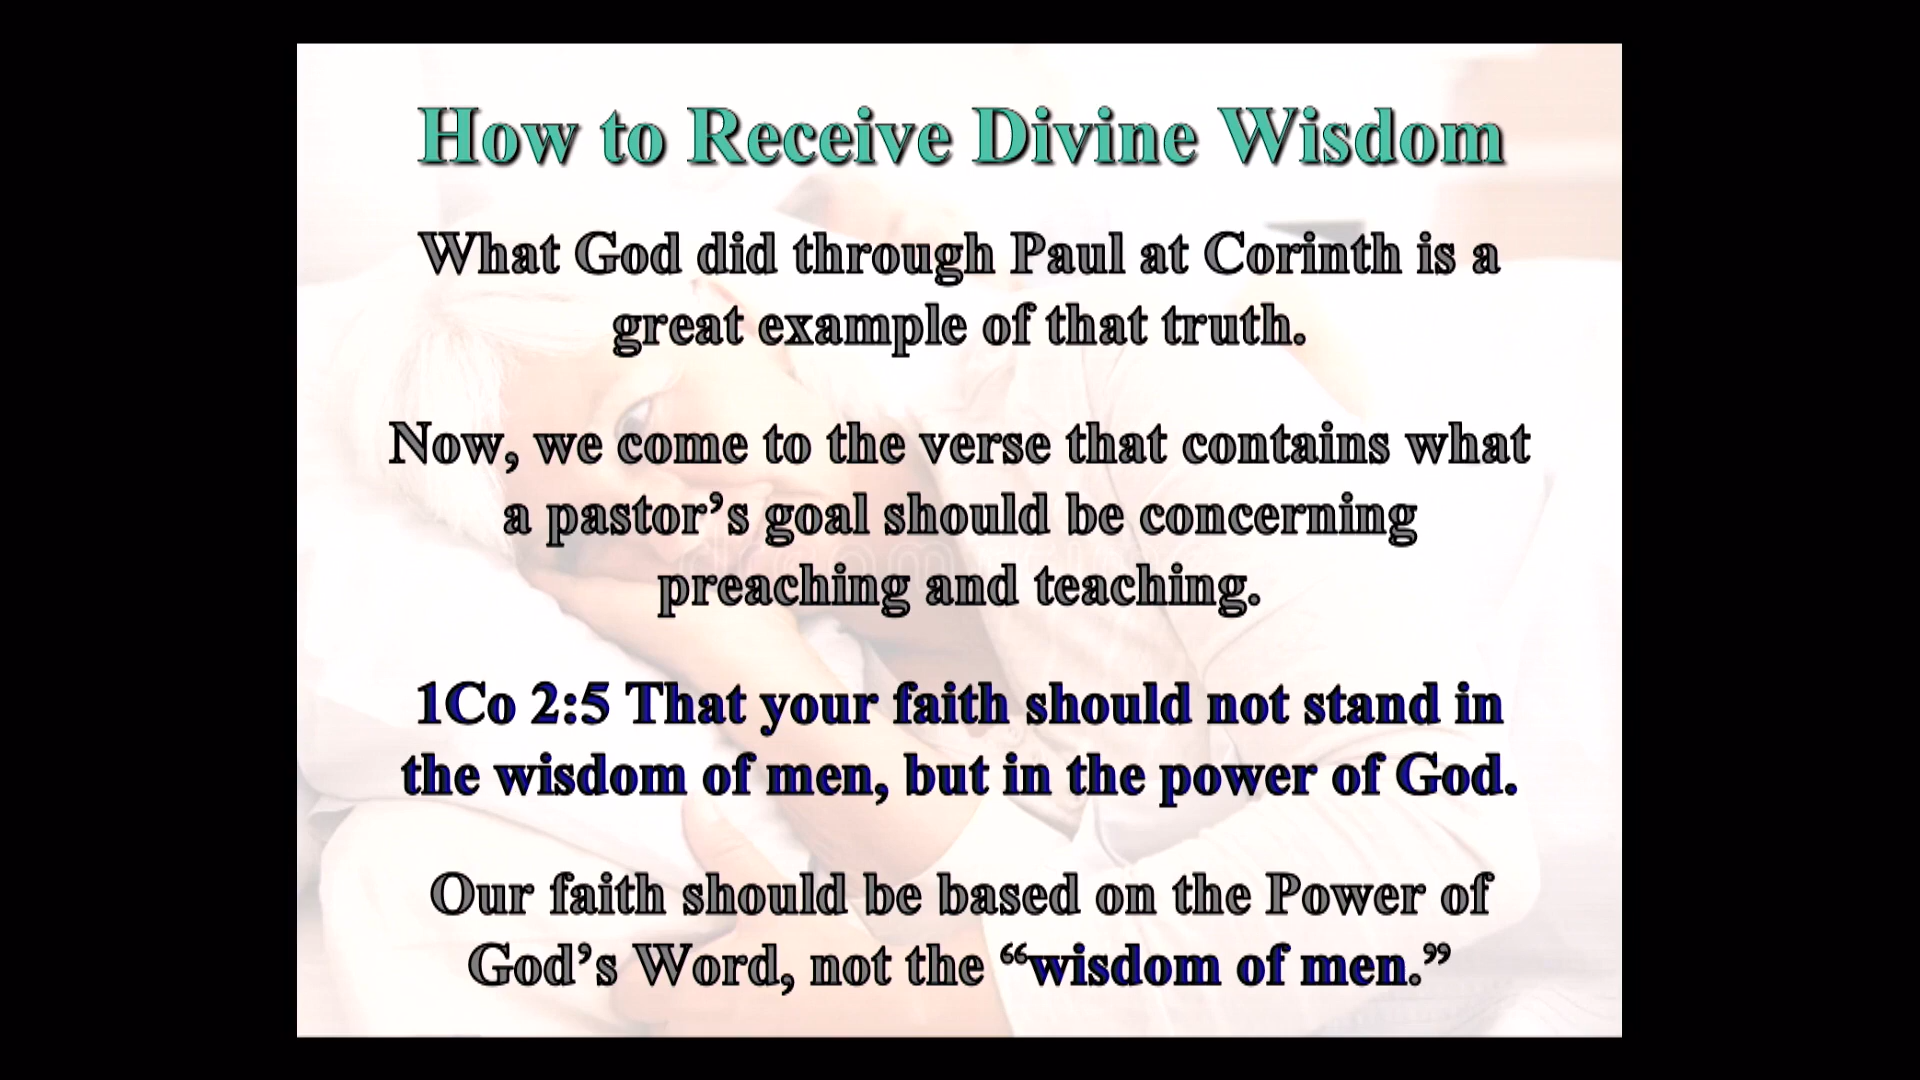 How to Receive Divine Wisdom
What God did through Paul at Corinth is a
great example of that truth.
Now, we come to the verse that contains what
a pastor’s goal should be concerning
preaching and teaching.
1Co 2:5 That your faith should not stand in
the wisdom of men, but in the power of God.
Our faith should be based on the Power of
God’s Word, not the “wisdom of men.”